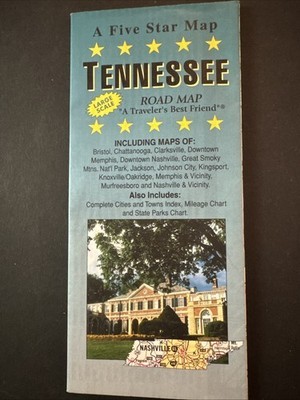 A Five Star Map
TENNESSEE
LARGE
SCALE
ROAD MAP
"A Traveler's Best Friend"®
INCLUDING MAPS OF:
Bristol, Chattanooga, Clarksville, Downtown
Memphis, Downtown Nashville, Great Smoky
Mtns. Nat'l Park, Jackson, Johnson City, Kingsport,
Knoxville/Oakridge, Memphis & Vicinity,
Murfreesboro and Nashville & Vicinity.
Also Includes:
Complete Cities and Towns Index, Mileage Chart
and State Parks Chart
NASHVILLE